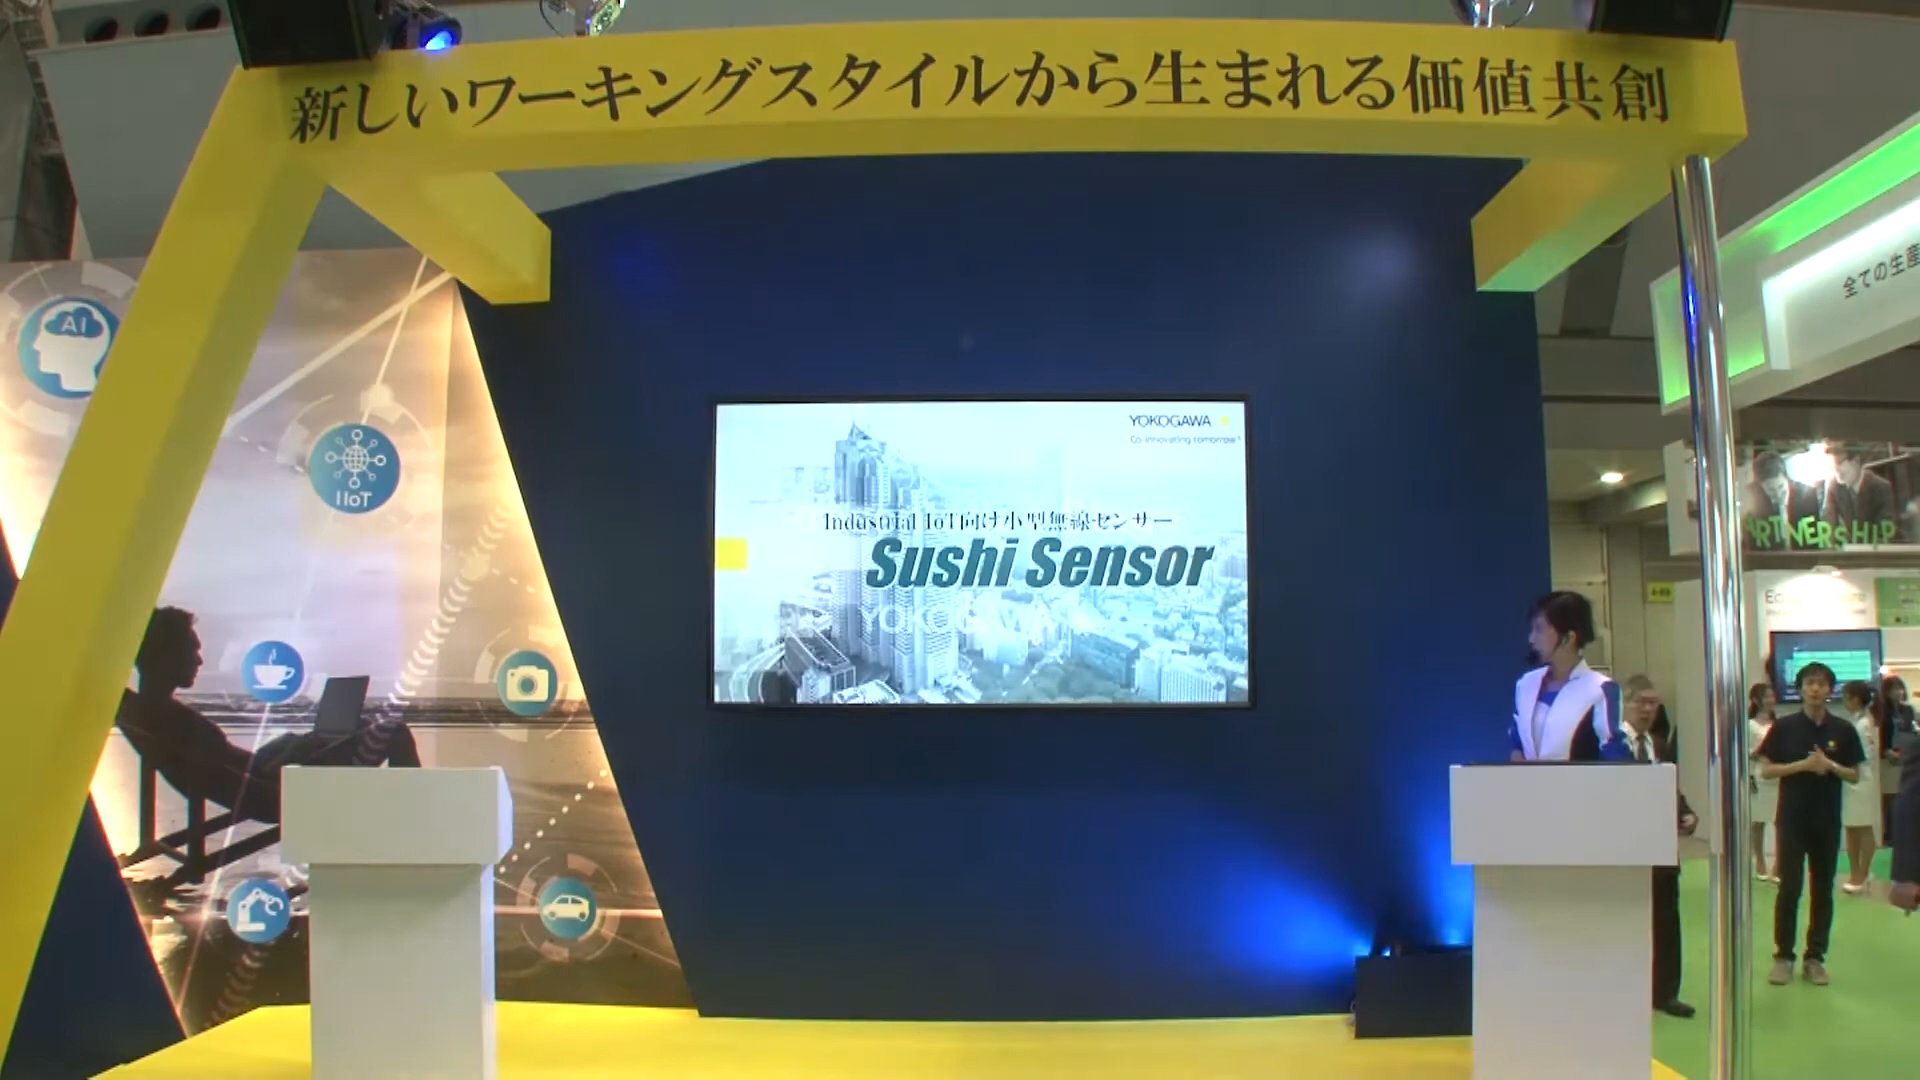 新しいワーキングスタイルから生まれる価値共創
全ての生産
AI
IIoT
YOKOGAWA
Co-innovating tomorrow
Industrial IoT向け小型無線センサー
Sushi Sensor
YOKOGAWA
ARTNERSHIP